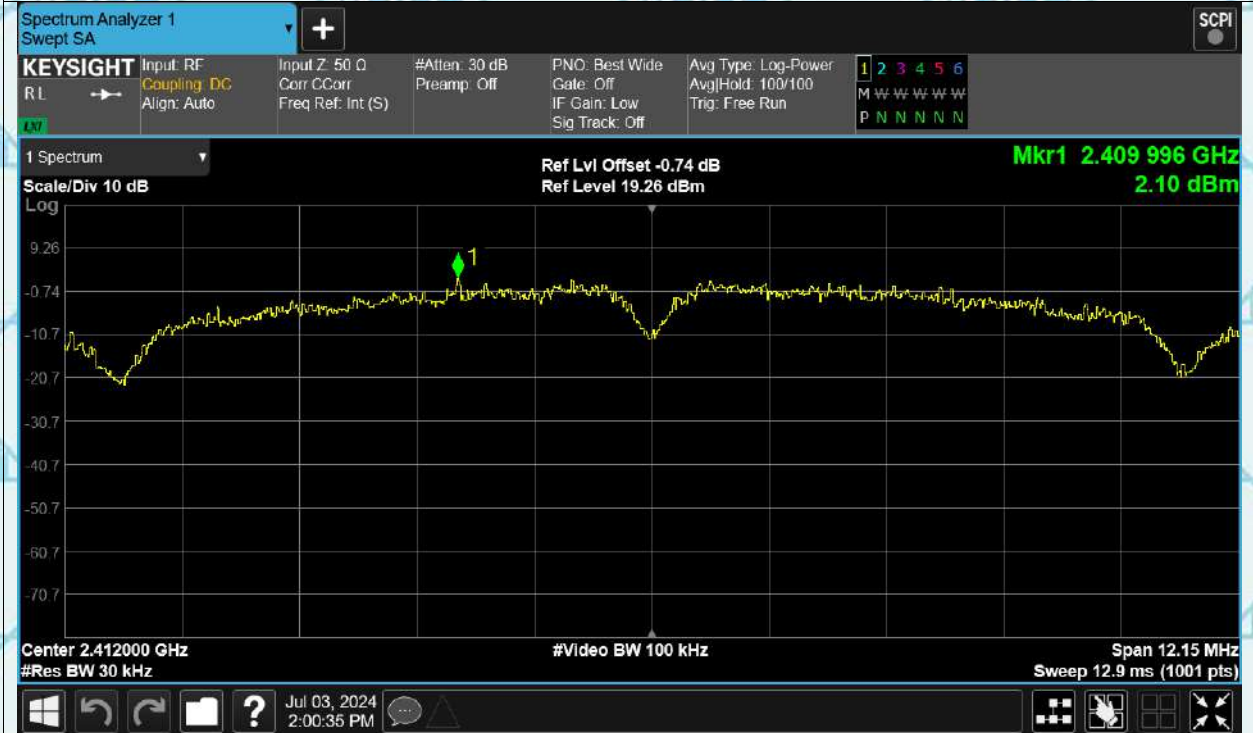 Spectrum Analyzer 1
Swept SA
+
SCPI
KEYSIGHT
RL
LXI
Input: RF
Coupling: DC
Align: Auto
Input Z: 50 Ω
Corr CCorr
Freq Ref: Int (S)
#Atten: 30 dB
Preamp: Off
PNO: Best Wide
Gate: Off
IF Gain: Low
Sig Track: Off
Avg Type: Log-Power
Avg|Hold: 100/100
Trig: Free Run
1 2 3 4 5 6
M W W W W W
P N N N N N
1 Spectrum
Scale/Div 10 dB
Log
Ref Lvl Offset -0.74 dB
Ref Level 19.26 dBm
Mkr1 2.409 996 GHz
2.10 dBm
9.26
1
-0.74
-10.7
-20.7
-30.7
-40.7
-50.7
-60.7
-70.7
Center 2.412000 GHz
#Res BW 30 kHz
#Video BW 100 kHz
Span 12.15 MHz
Sweep 12.9 ms (1001 pts)
?
Jul 03, 2024
2:00:35 PM